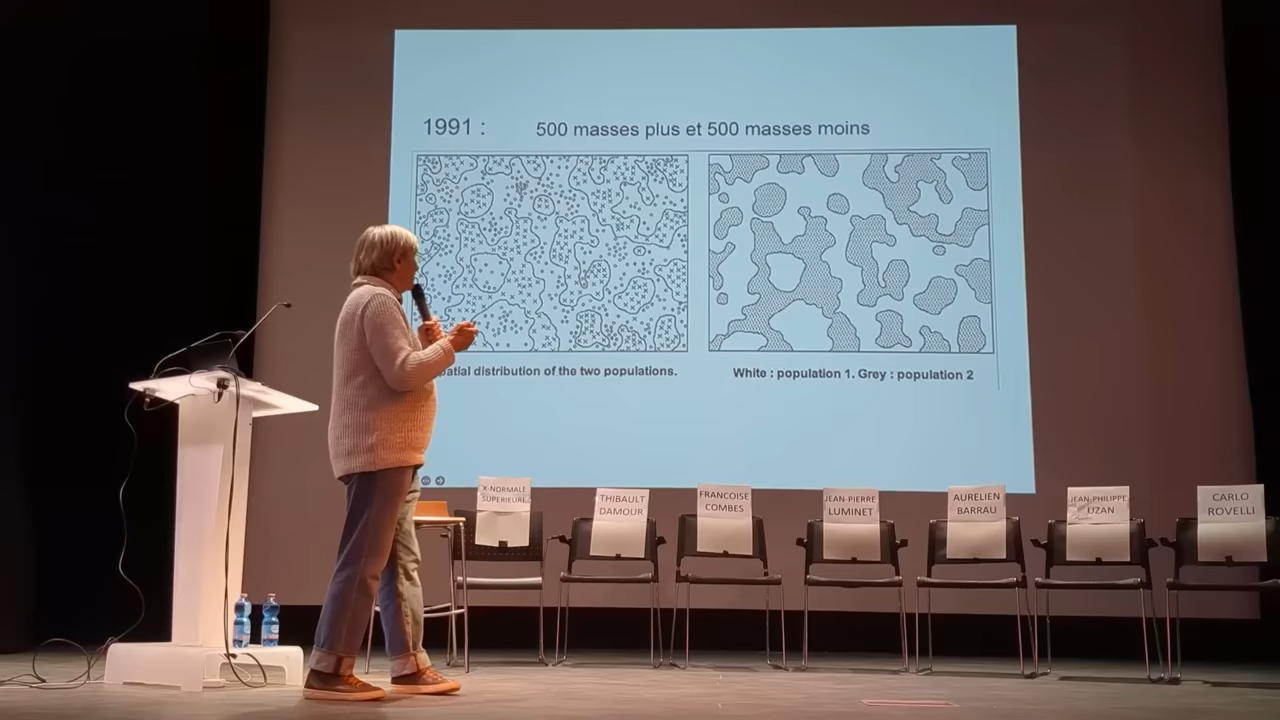 1991 :
500 masses plus et 500 masses moins
distribution of the two populations.
White : population 1. Grey : population 2
X-NORMALE
SUPERIEURE
THIBAULT
DAMOUR
FRANCOISE
COMBES
JEAN-PIERRE
LUMINET
AURELIEN
BARRAU
JEAN-PHILIPPE
UZAN
CARLO
ROVELLI